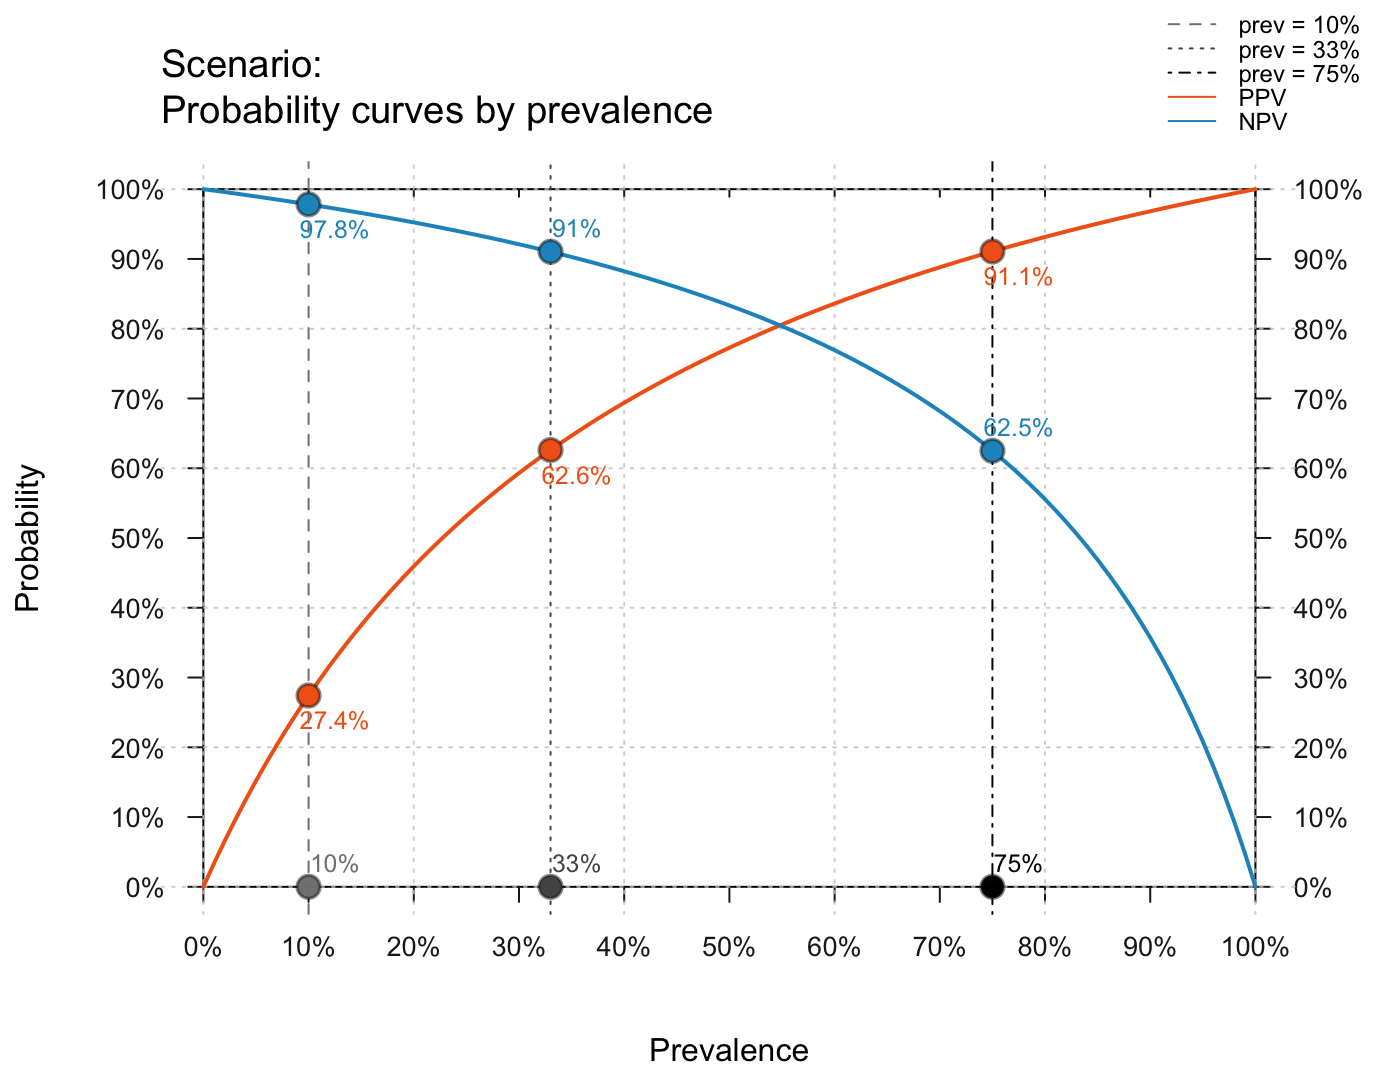 prev = 10%
prev = 33%
prev = 75%
PPV
NPV
Scenario:
Probability curves by prevalence
100% 100%
97.8% 91%
90% 90%
91.1%
80% 80%
70% 70%
62.5%
60% 60%
62.6%
50% 50%
40% 40%
30% 30%
27.4%
20% 20%
10% 10%
10% 33% 75%
0% 0%
0% 10% 20% 30% 40% 50% 60% 70% 80% 90% 100%
Probability
Prevalence